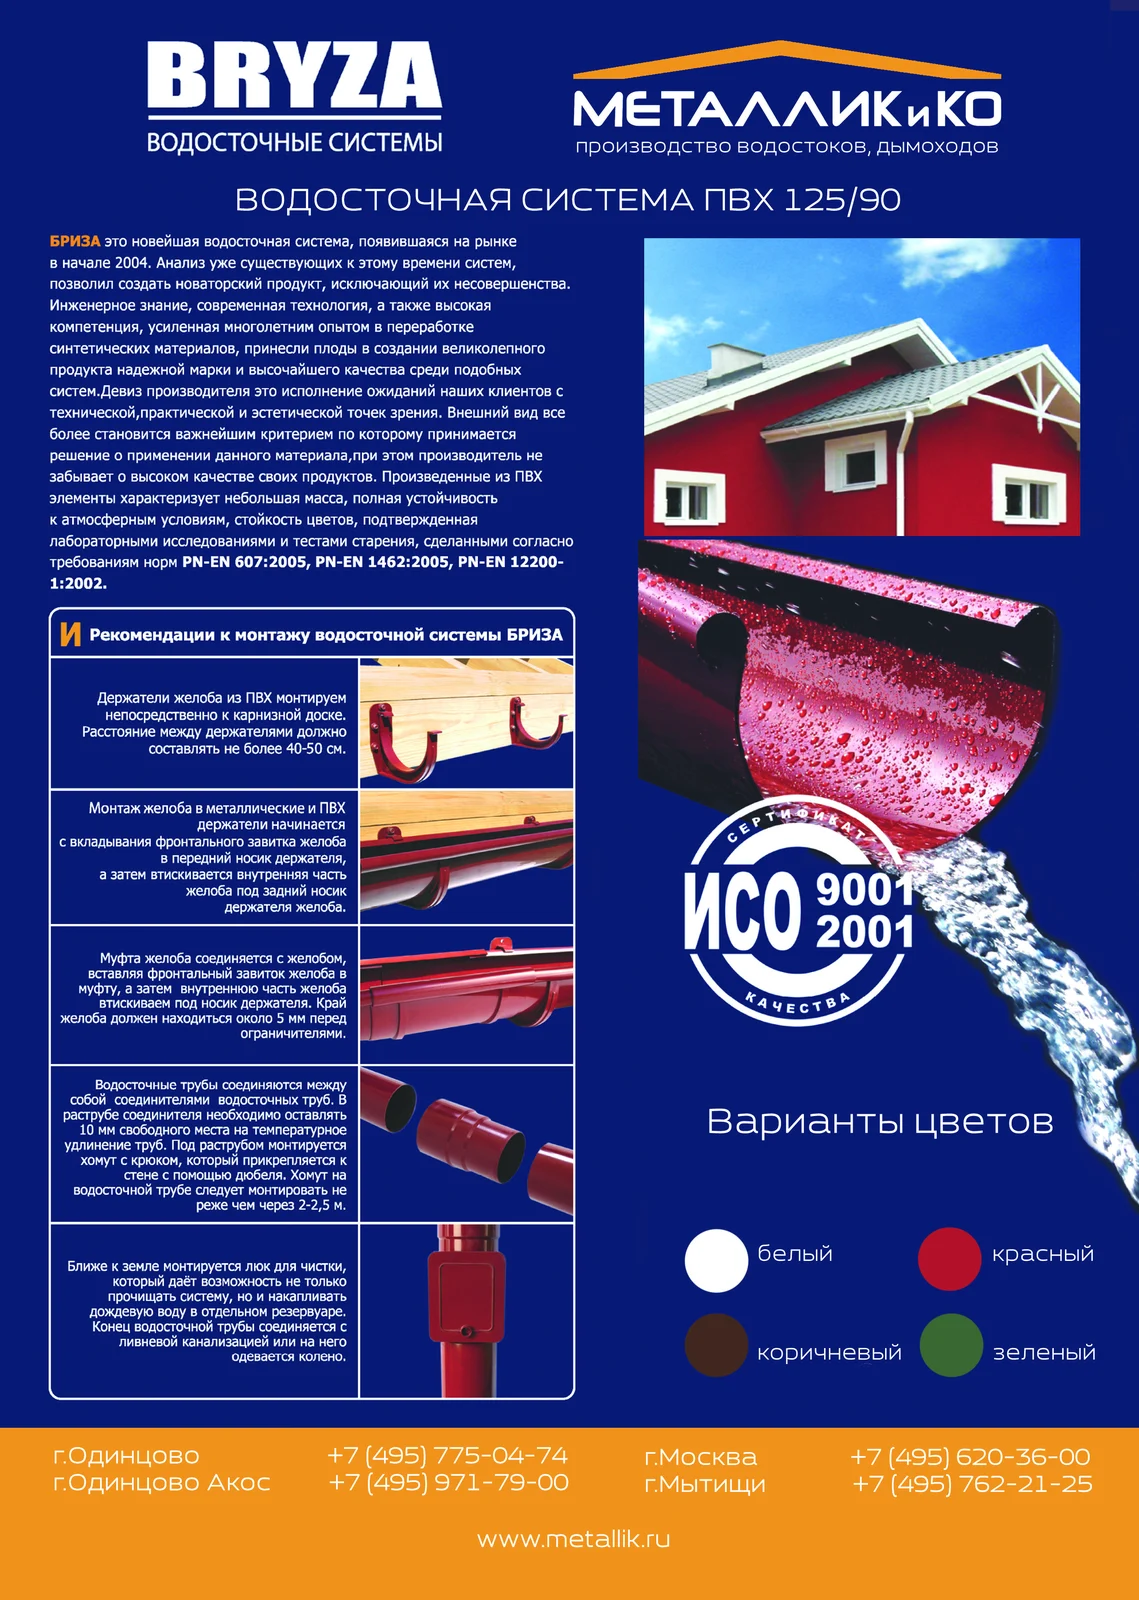 BRYZA
ВОДОСТОЧНЫЕ СИСТЕМЫ
МЕТАЛЛИК и КО
производство водостоков, дымоходов
ВОДОСТОЧНАЯ СИСТЕМА ПВХ 125/90
БРИЗА это новейшая водосточная система, появившаяся на рынке
в начале 2004. Анализ уже существующих к этому времени систем,
позволил создать новаторский продукт, исключающий их несовершенства.
Инженерное знание, современная технология, а также высокая
компетенция, усиленная многолетним опытом в переработке
синтетических материалов, принесли плоды в создании великолепного
продукта надежной марки и высочайшего качества среди подобных
систем.Девиз производителя это исполнение ожиданий наших клиентов с
технической,практической и эстетической точек зрения. Внешний вид все
более становится важнейшим критерием по которому принимается
решение о применении данного материала,при этом производитель не
забывает о высоком качестве своих продуктов. Произведенные из ПВХ
элементы характеризует небольшая масса, полная устойчивость
к атмосферным условиям, стойкость цветов, подтвержденная
лабораторными исследованиями и тестами старения, сделанными согласно
требованиям норм PN-EN 607:2005, PN-EN 1462:2005, PN-EN 12200-
1:2002.
И Рекомендации к монтажу водосточной системы БРИЗА
Держатели желоба из ПВХ монтируем
непосредственно к карнизной доске.
Расстояние между держателями должно
составлять не более 40-50 см.
Монтаж желоба в металлические и ПВХ
держатели начинается
с вкладывания фронтального завитка желоба
в передний носик держателя,
а затем втискивается внутренняя часть
желоба под задний носик
держателя желоба.
Муфта желоба соединяется с желобом,
вставляя фронтальный завиток желоба в
муфту, а затем внутреннюю часть желоба
втискиваем под носик держателя. Край
желоба должен находиться около 5 мм перед
ограничителями.
Водосточные трубы соединяются между
собой соединителями водосточных труб. В
раструбе соединителя необходимо оставлять
10 мм свободного места на температурное
удлинение труб. Под раструбом монтируется
хомут с крюком, который прикрепляется к
стене с помощью дюбеля. Хомут на
водосточной трубе следует монтировать не
реже чем через 2-2,5 м.
Ближе к земле монтируется люк для чистки,
который даёт возможность не только
прочищать систему, но и накапливать
дождевую воду в отдельном резервуаре.
Конец водосточной трубы соединяется с
ливневой канализацией или на него
одевается колено.
СЕРТИФИКАТ
ИСО 9001
2001
КАЧЕСТВА
Варианты цветов
белый
красный
коричневый
зеленый
г.Одинцово +7 (495) 775-04-74
г.Одинцово Акос +7 (495) 971-79-00
г.Москва +7 (495) 620-36-00
г.Мытищи +7 (495) 762-21-25
www.metallik.ru